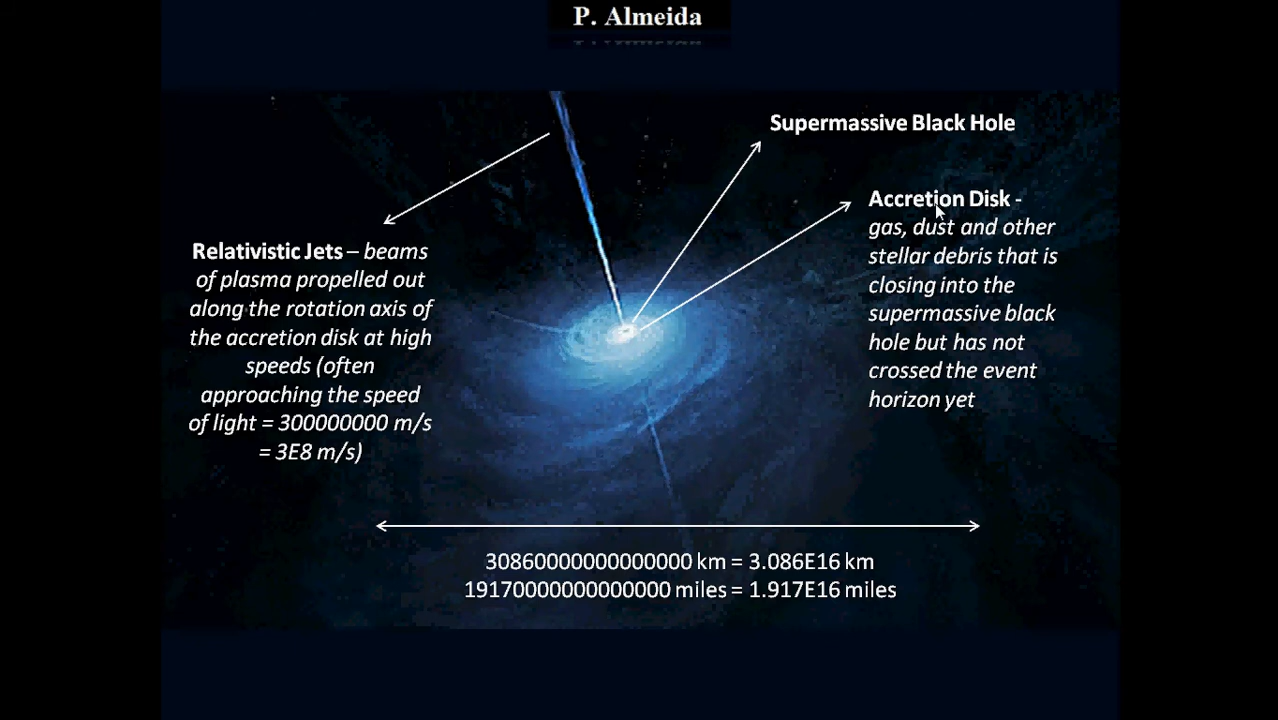 P. Almeida
Supermassive Black Hole
Accretion Disk -
gas, dust and other
stellar debris that is
closing into the
supermassive black
hole but has not
crossed the event
horizon yet
Relativistic Jets – beams
of plasma propelled out
along the rotation axis of
the accretion disk at high
speeds (often
approaching the speed
of light = 300000000 m/s
= 3E8 m/s)
30860000000000000 km = 3.086E16 km
19170000000000000 miles = 1.917E16 miles